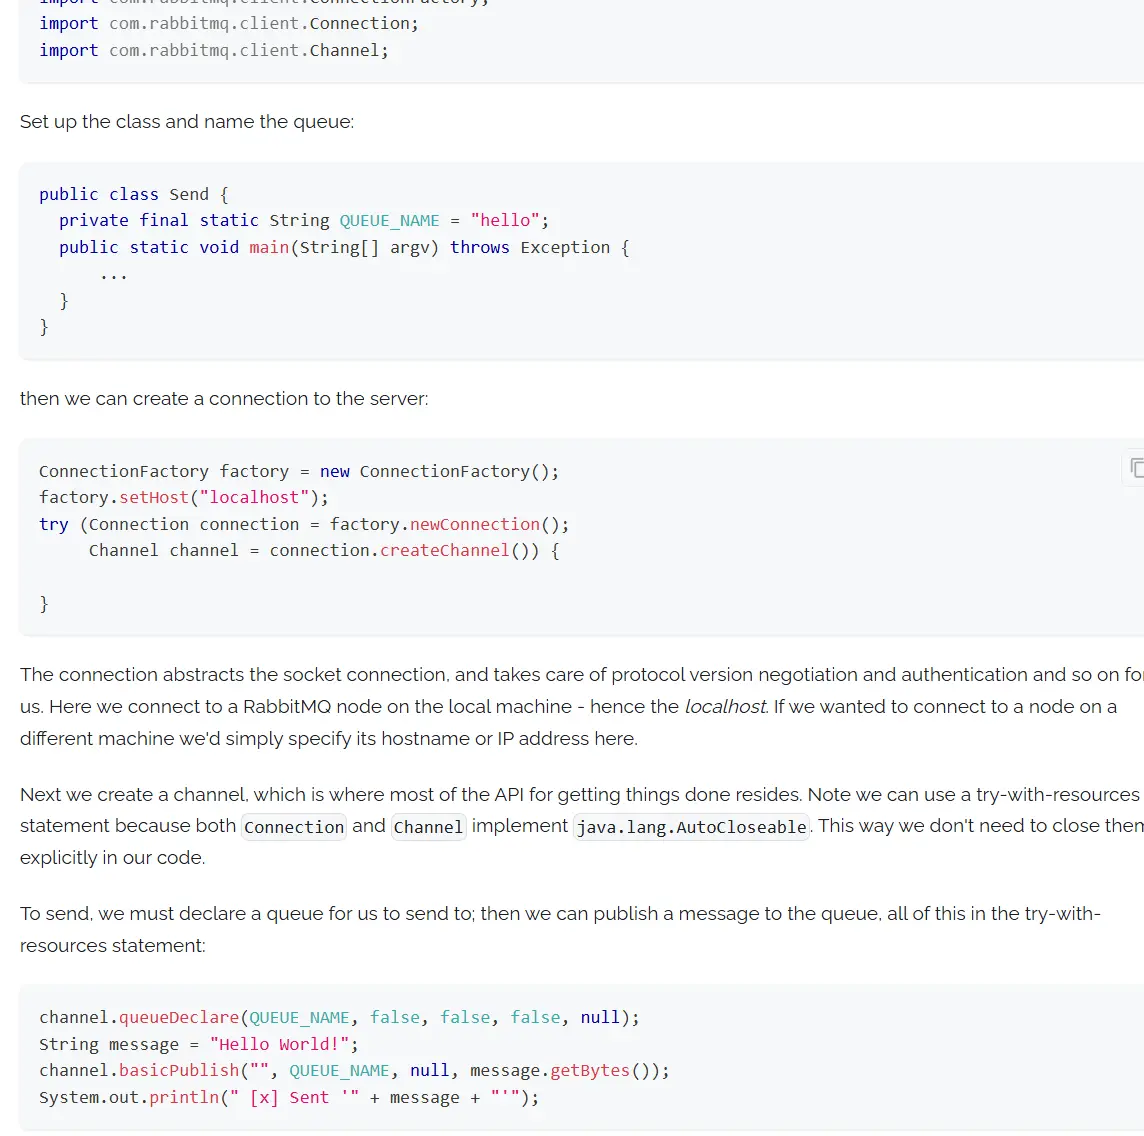 import com.rabbitmq.client.ConnectionFactory;
import com.rabbitmq.client.Connection;
import com.rabbitmq.client.Channel;
Set up the class and name the queue:
public class Send {
  private final static String QUEUE_NAME = "hello";
  public static void main(String[] argv) throws Exception {
      ...
  }
}
then we can create a connection to the server:
ConnectionFactory factory = new ConnectionFactory();
factory.setHost("localhost");
try (Connection connection = factory.newConnection();
     Channel channel = connection.createChannel()) {
}
The connection abstracts the socket connection, and takes care of protocol version negotiation and authentication and so on for
us. Here we connect to a RabbitMQ node on the local machine - hence the localhost. If we wanted to connect to a node on a
different machine we'd simply specify its hostname or IP address here.
Next we create a channel, which is where most of the API for getting things done resides. Note we can use a try-with-resources
statement because both Connection and Channel implement java.lang.AutoCloseable. This way we don't need to close them
explicitly in our code.
To send, we must declare a queue for us to send to; then we can publish a message to the queue, all of this in the try-with-
resources statement:
channel.queueDeclare(QUEUE_NAME, false, false, false, null);
String message = "Hello World!";
channel.basicPublish("", QUEUE_NAME, null, message.getBytes());
System.out.println(" [x] Sent '" + message + "'");